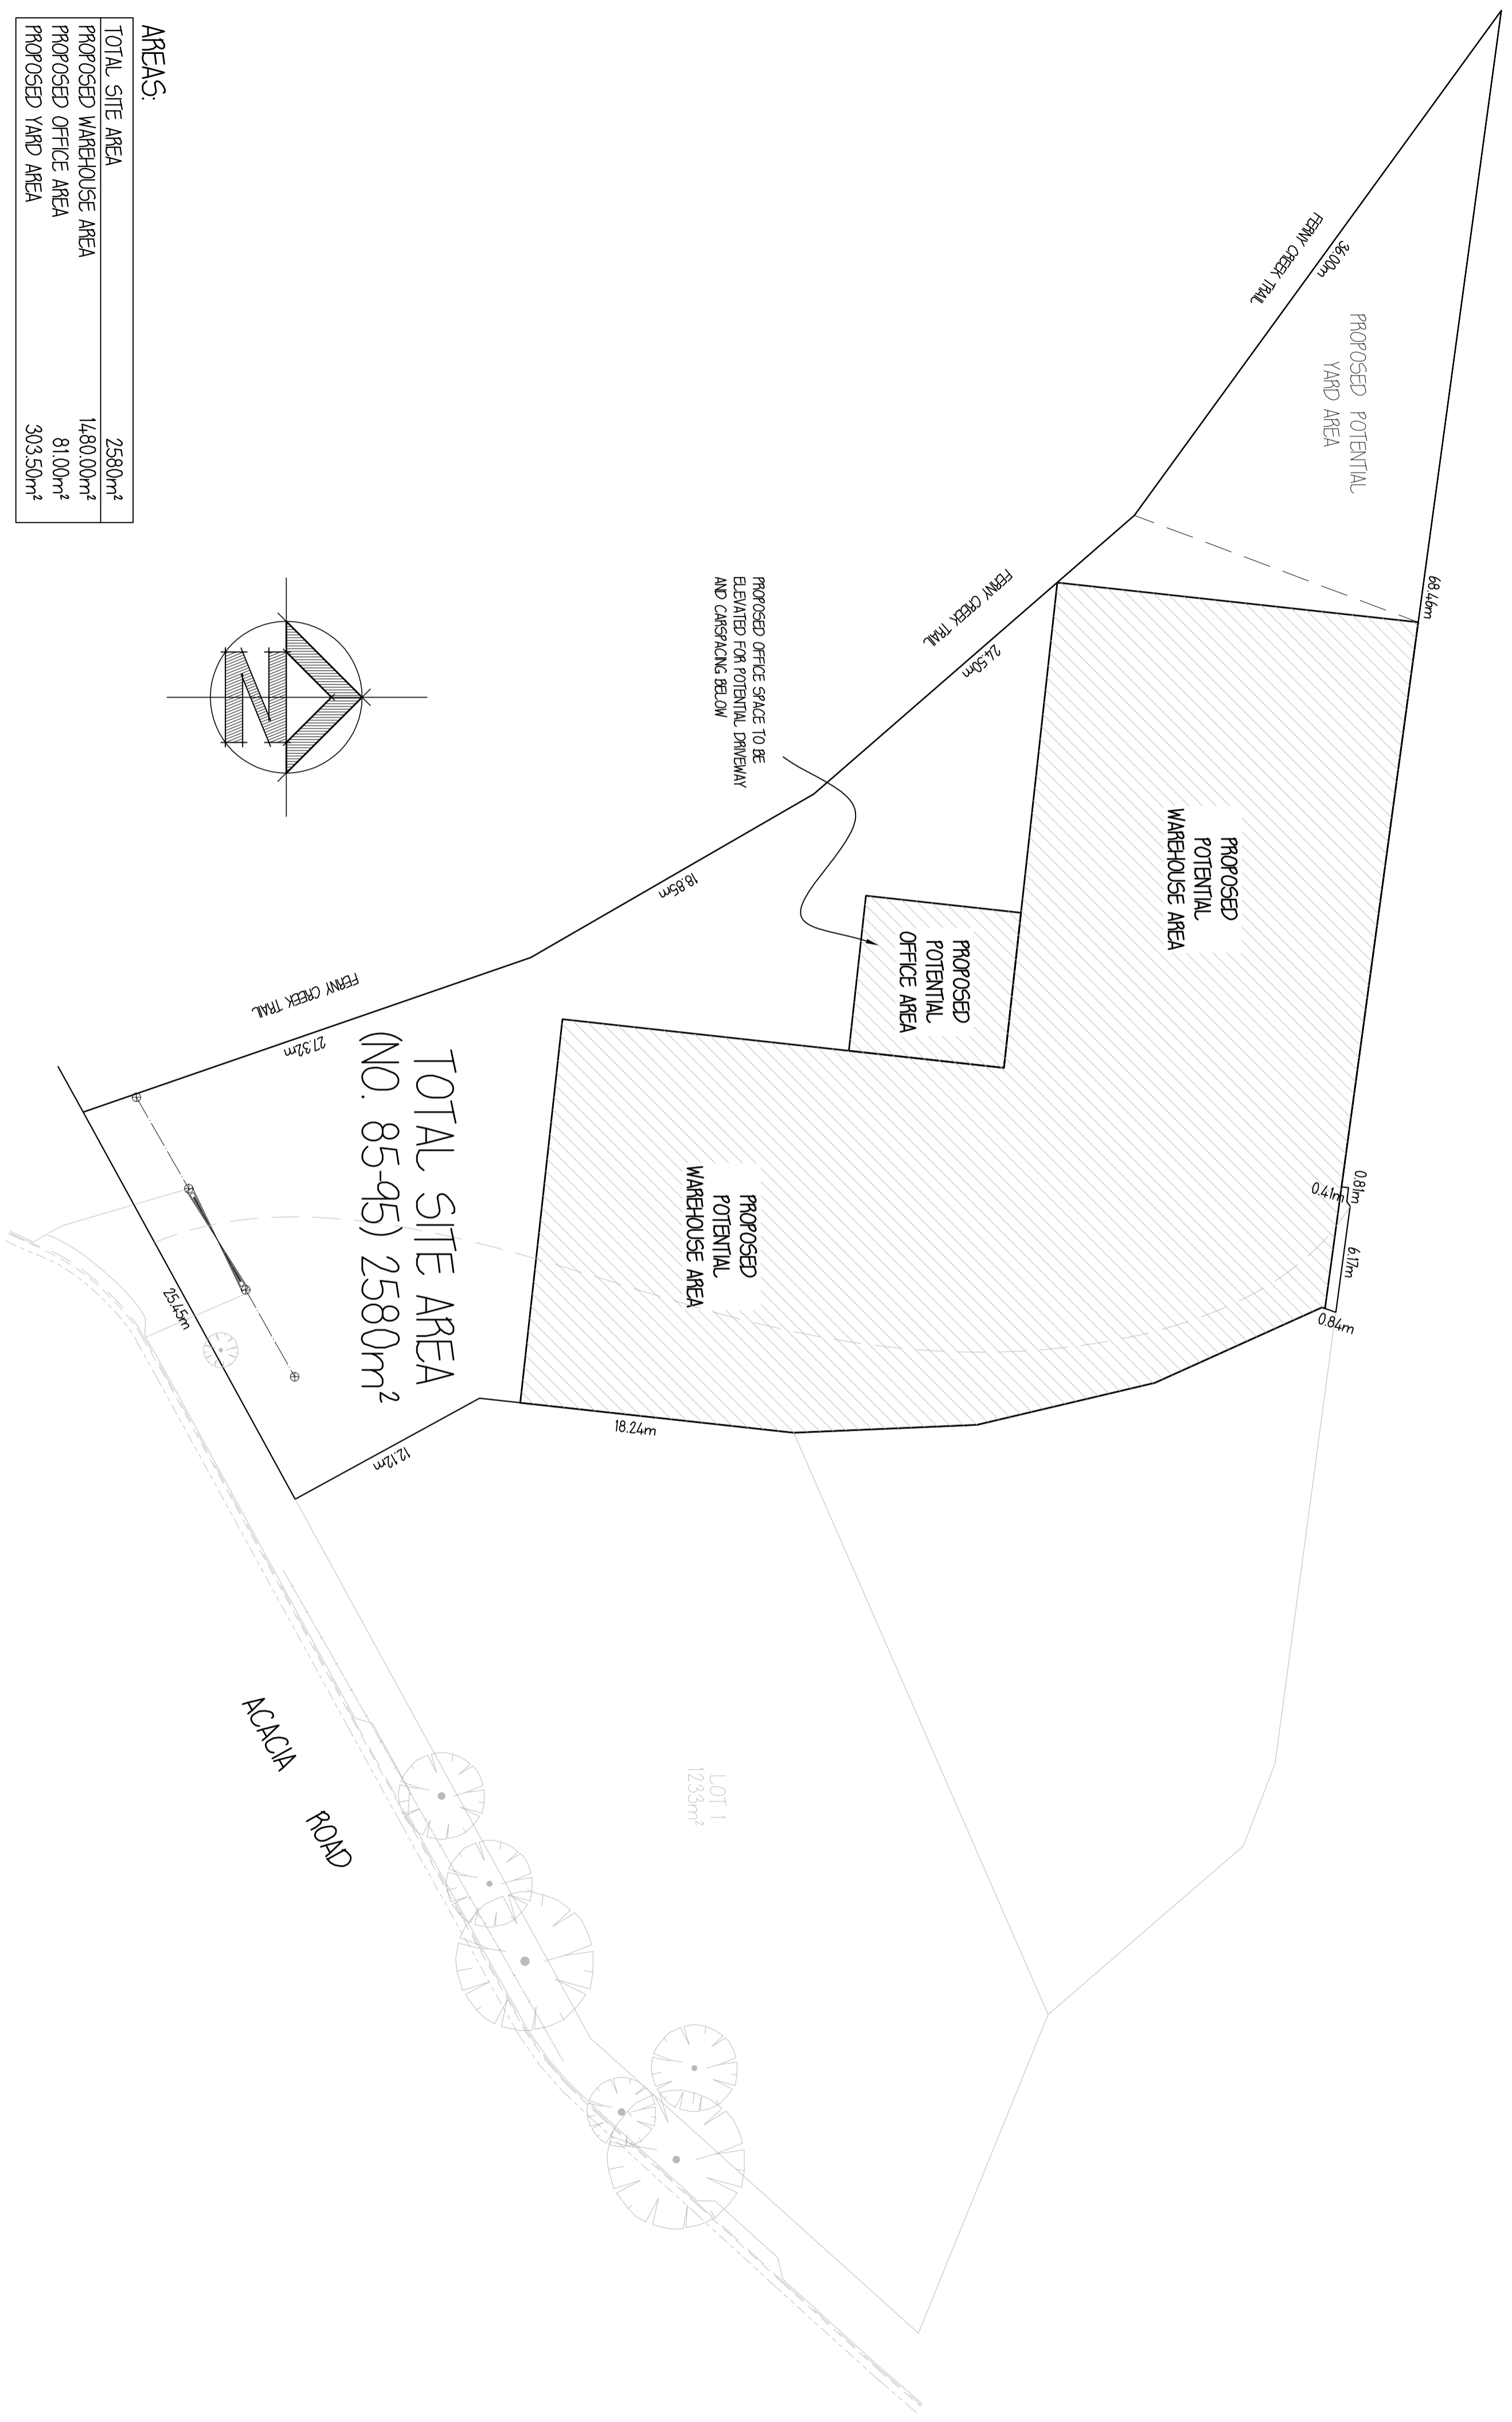 AREAS:
TOTAL SITE AREA 2580m²
PROPOSED WAREHOUSE AREA 1480.00m²
PROPOSED OFFICE AREA 81.00m²
PROPOSED YARD AREA 303.50m²
FERNY CREEK TRAIL
36.00m
PROPOSED POTENTIAL
YARD AREA
68.46m
FERNY CREEK TRAIL
24.50m
PROPOSED OFFICE SPACE TO BE
ELEVATED FOR POTENTIAL DRIVEWAY
AND CARSPACING BELOW
N
PROPOSED
POTENTIAL
WAREHOUSE AREA
18.85m
PROPOSED
POTENTIAL
OFFICE AREA
FERNY CREEK TRAIL
27.32m
TOTAL SITE AREA
(NO. 85-95) 2580m²
PROPOSED
POTENTIAL
WAREHOUSE AREA
0.81m
0.41m
6.17m
0.84m
25.45m
12.12m
18.24m
ACACIA ROAD
LOT 1
1233m²